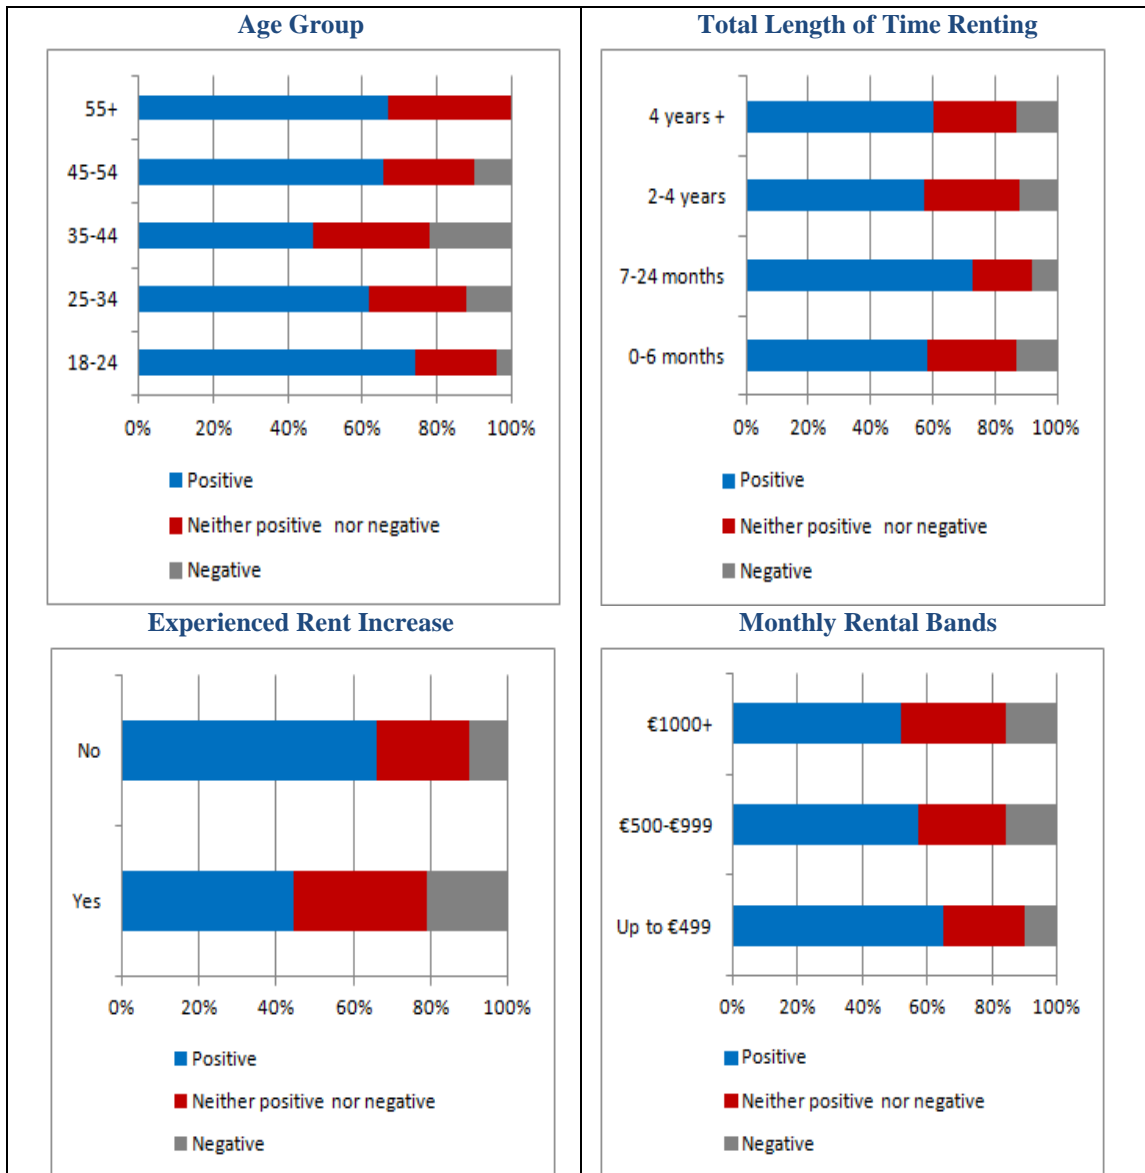 Age Group
55+
45-54
35-44
25-34
18-24
0% 20% 40% 60% 80% 100%
Positive
Neither positive nor negative
Negative
Total Length of Time Renting
4 years +
2-4 years
7-24 months
0-6 months
0% 20% 40% 60% 80% 100%
Positive
Neither positive nor negative
Negative
Experienced Rent Increase
No
Yes
0% 20% 40% 60% 80% 100%
Positive
Neither positive nor negative
Negative
Monthly Rental Bands
€1000+
€500-€999
Up to €499
0% 20% 40% 60% 80% 100%
Positive
Neither positive nor negative
Negative